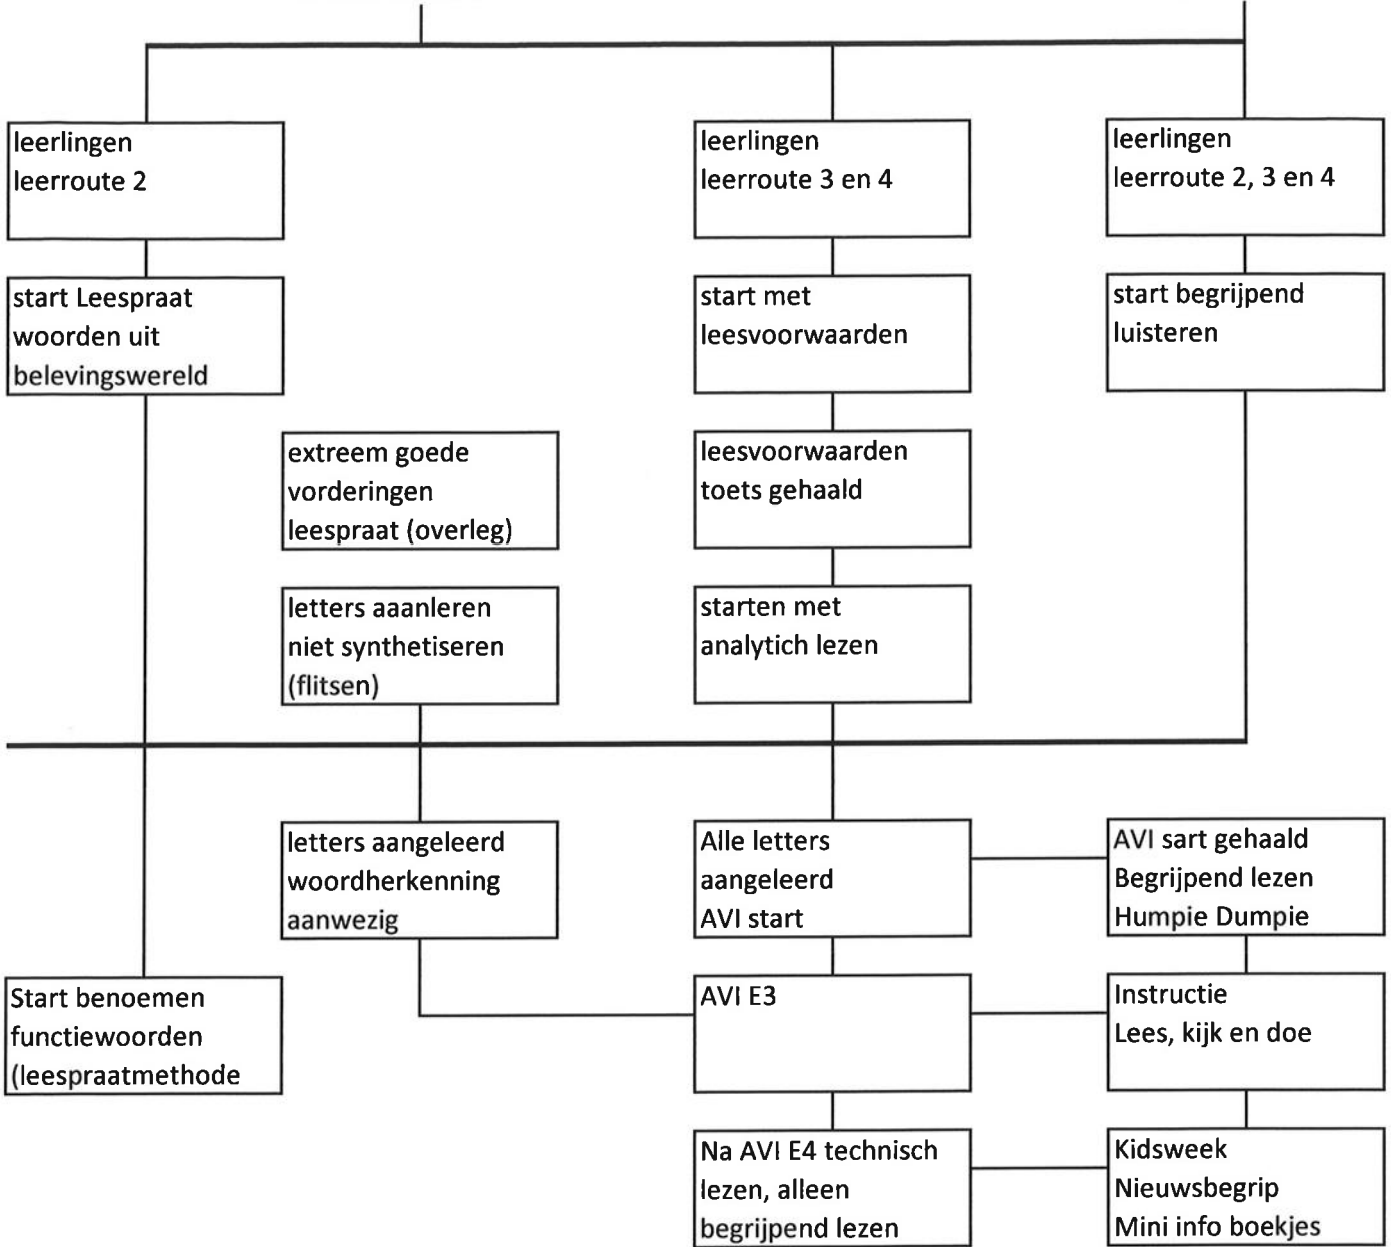 leerlingen
leerroute 2
leerlingen
leerroute 3 en 4
leerlingen
leerroute 2, 3 en 4
start Leespraat
woorden uit
belevingswereld
start met
leesvoorwaarden
start begrijpend
luisteren
extreem goede
vorderingen
leespraat (overleg)
leesvoorwaarden
toets gehaald
letters aaanleren
niet synthetiseren
(flitsen)
starten met
analytich lezen
letters aangeleerd
woordherkenning
aanwezig
Alle letters
aangeleerd
AVI start
AVI sart gehaald
Begrijpend lezen
Humpie Dumpie
Start benoemen
functiewoorden
(leespraatmethode
AVI E3
Instructie
Lees, kijk en doe
Na AVI E4 technisch
lezen, alleen
begrijpend lezen
Kidsweek
Nieuwsbegrip
Mini info boekjes